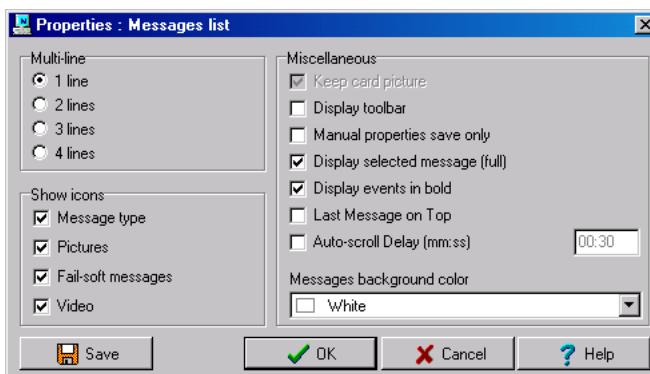 Properties : Messages list
Multi-line
1 line
2 lines
3 lines
4 lines
Show icons
Message type
Pictures
Fail-soft messages
Video
Miscellaneous
Keep card picture
Display toolbar
Manual properties save only
Display selected message (full)
Display events in bold
Last Message on Top
Auto-scroll Delay (mm:ss) 00:30
Messages background color
White
Save OK Cancel Help